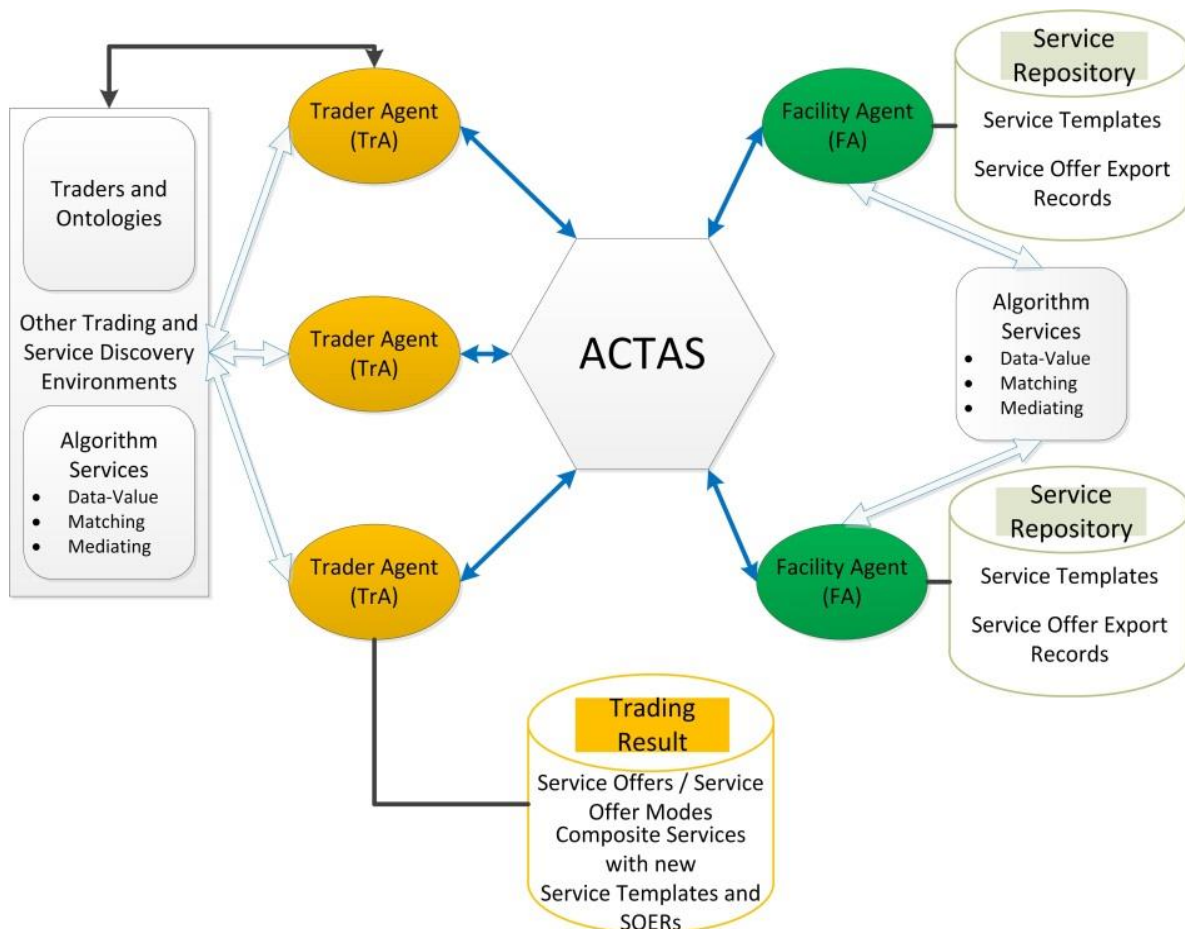 Trader Agent
(TrA)
Traders and
Ontologies
Other Trading and
Service Discovery
Environments
Algorithm
Services
• Data-Value
• Matching
• Mediating
Trader Agent
(TrA)
Trader Agent
(TrA)
ACTAS
Facility Agent
(FA)
Service
Repository
Service Templates
Service Offer Export
Records
Algorithm
Services
• Data-Value
• Matching
• Mediating
Facility Agent
(FA)
Service
Repository
Service Templates
Service Offer Export
Records
Trading
Result
Service Offers / Service
Offer Modes
Composite Services
with new
Service Templates and
SOERs